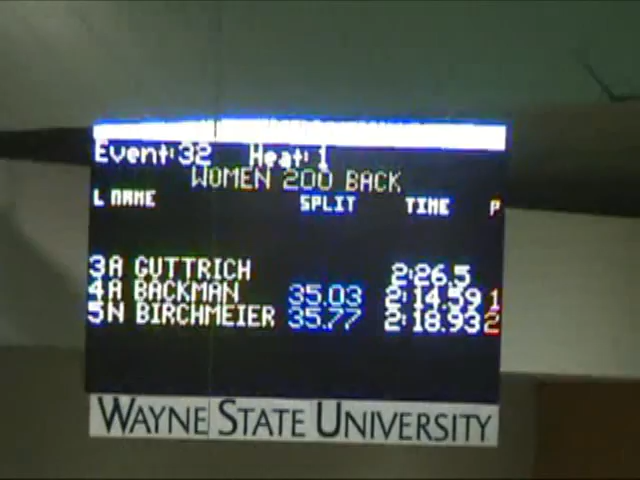 Event:32 Heat:1
WOMEN 200 BACK
L NAME SPLIT TIME P
3A GUTTRICH 2:26.5
4A BACKMAN 35.03 2:14.59 1
5N BIRCHMEIER 35.77 2:18.93 2
WAYNE STATE UNIVERSITY